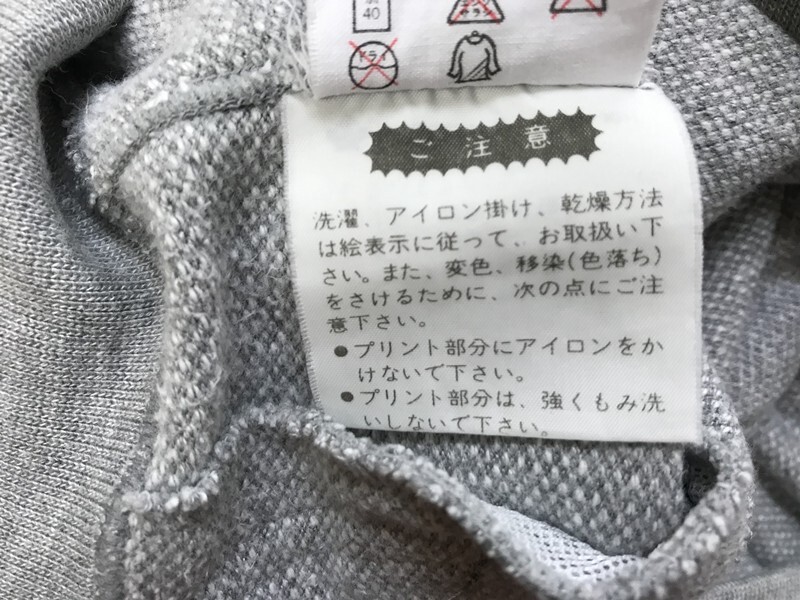 40
ドライ
ご注意
洗濯、アイロン掛け、乾燥方法
は絵表示に従って、お取扱い下
さい。また、変色、移染(色落ち)
をさけるために、次の点にご注
意下さい。
●プリント部分にアイロンをか
けないで下さい。
●プリント部分は、強くもみ洗
いしないで下さい。